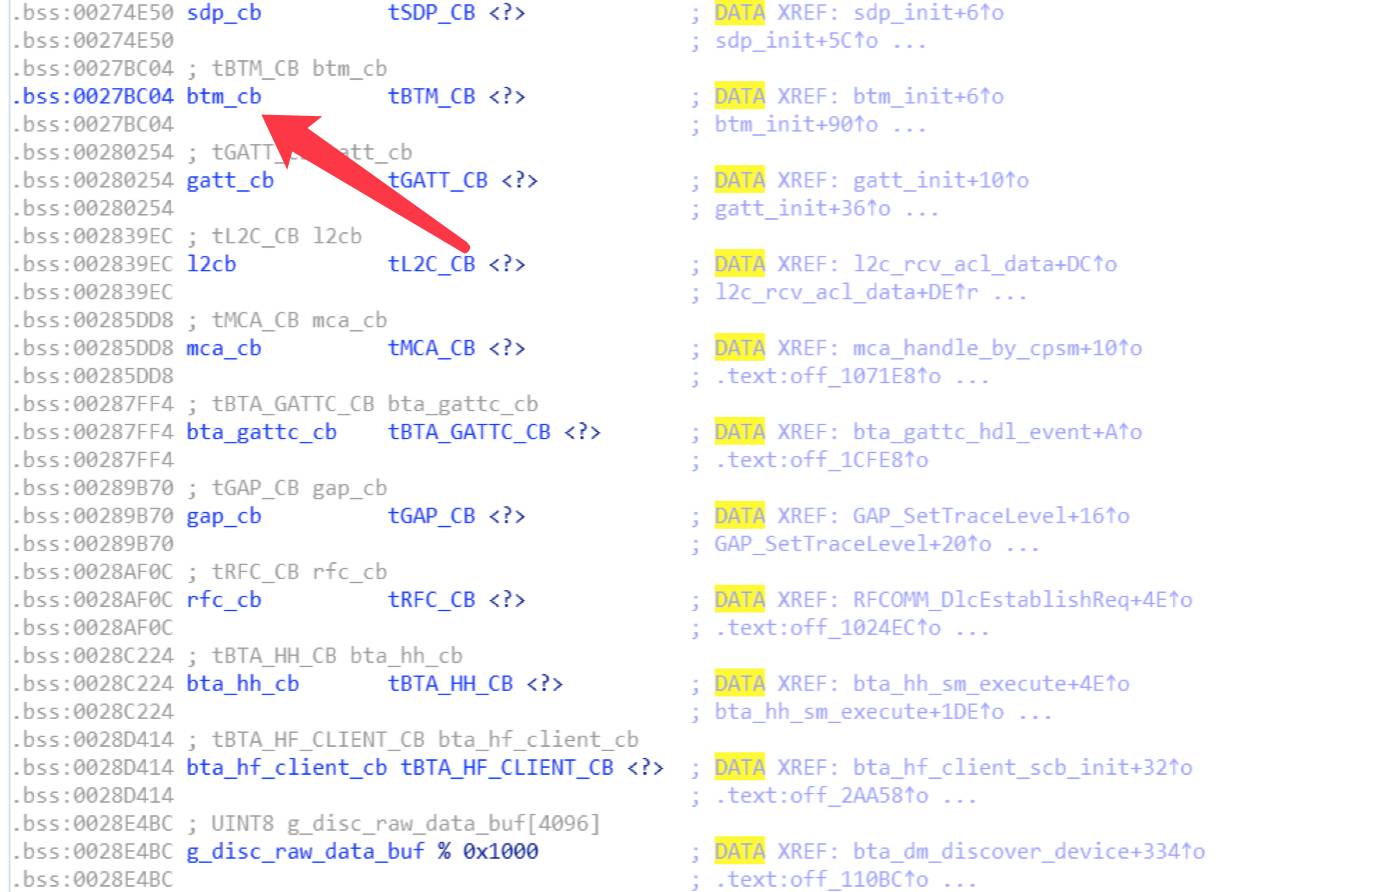 .bss:00274E50 sdp_cb tSDP_CB <?> ; DATA XREF: sdp_init+6↑o
.bss:00274E50 ; sdp_init+5C↑o ...
.bss:0027BC04 ; tBTM_CB btm_cb
.bss:0027BC04 btm_cb tBTM_CB <?> ; DATA XREF: btm_init+6↑o
.bss:0027BC04 ; btm_init+90↑o ...
.bss:00280254 ; tGATT_ att_cb
.bss:00280254 gatt_cb tGATT_CB <?> ; DATA XREF: gatt_init+10↑o
.bss:00280254 ; gatt_init+36↑o ...
.bss:002839EC ; tL2C_CB l2cb
.bss:002839EC l2cb tL2C_CB <?> ; DATA XREF: l2c_rcv_acl_data+DC↑o
.bss:002839EC ; l2c_rcv_acl_data+DE↑r ...
.bss:00285DD8 ; tMCA_CB mca_cb
.bss:00285DD8 mca_cb tMCA_CB <?> ; DATA XREF: mca_handle_by_cpsm+10↑o
.bss:00285DD8 ; .text:off_1071E8↑o ...
.bss:00287FF4 ; tBTA_GATTC_CB bta_gattc_cb
.bss:00287FF4 bta_gattc_cb tBTA_GATTC_CB <?> ; DATA XREF: bta_gattc_hdl_event+A↑o
.bss:00287FF4 ; .text:off_1CFE8↑o
.bss:00289B70 ; tGAP_CB gap_cb
.bss:00289B70 gap_cb tGAP_CB <?> ; DATA XREF: GAP_SetTraceLevel+16↑o
.bss:00289B70 ; GAP_SetTraceLevel+20↑o ...
.bss:0028AF0C ; tRFC_CB rfc_cb
.bss:0028AF0C rfc_cb tRFC_CB <?> ; DATA XREF: RFCOMM_DlcEstablishReq+4E↑o
.bss:0028AF0C ; .text:off_1024EC↑o ...
.bss:0028C224 ; tBTA_HH_CB bta_hh_cb
.bss:0028C224 bta_hh_cb tBTA_HH_CB <?> ; DATA XREF: bta_hh_sm_execute+4E↑o
.bss:0028C224 ; bta_hh_sm_execute+1DE↑o ...
.bss:0028D414 ; tBTA_HF_CLIENT_CB bta_hf_client_cb
.bss:0028D414 bta_hf_client_cb tBTA_HF_CLIENT_CB <?> ; DATA XREF: bta_hf_client_scb_init+32↑o
.bss:0028D414 ; .text:off_2AA58↑o ...
.bss:0028E4BC ; UINT8 g_disc_raw_data_buf[4096]
.bss:0028E4BC g_disc_raw_data_buf % 0x1000 ; DATA XREF: bta_dm_discover_device+334↑o
.bss:0028E4BC ; .text:off_110BC↑o ...